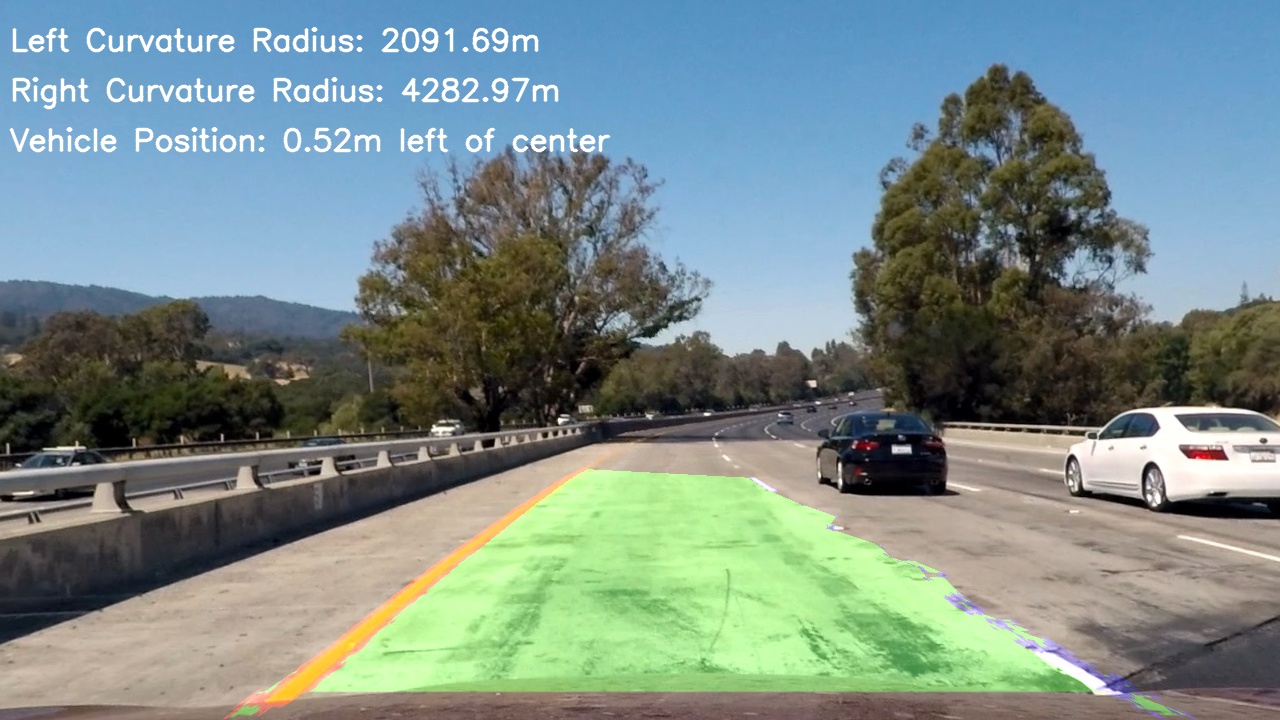 Left Curvature Radius: 2091.69m
Right Curvature Radius: 4282.97m
Vehicle Position: 0.52m left of center